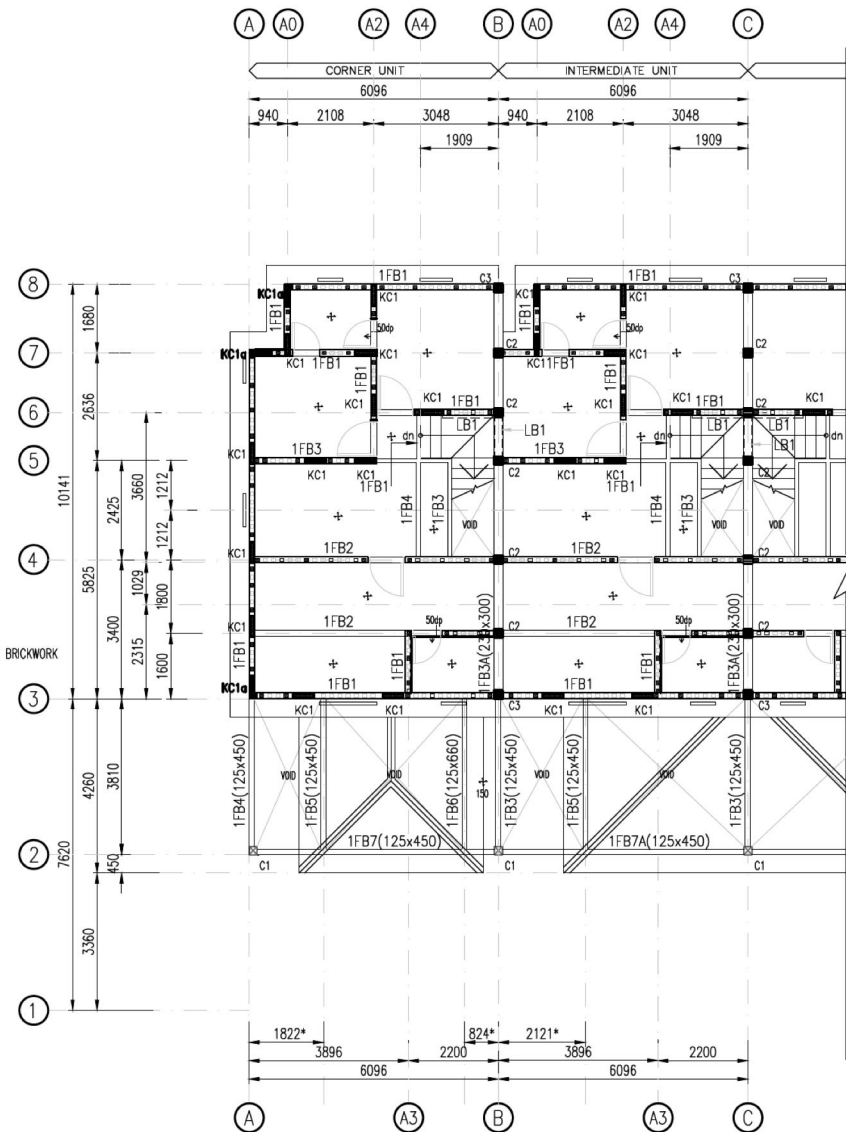 A A0 A2 A4 B A0 A2 A4 C
CORNER UNIT INTERMEDIATE UNIT
6096 6096
940 2108 3048 940 2108 3048
1909 1909
8
1FB1 C3 1FB1 C3
KC1a KC1 KC1 KC1
1FB1 50dp 1FB1 50dp
1680
7
KC1a KC1 C2 C2
KC1 1FB1 KC1 1FB1
1FB1 1FB1
2636
6
KC1 KC1 1FB1 C2 KC1 KC1 1FB1 C2 KC1
LB1 LB1 LB1
dn LB1 dn LB1 dn
KC1 1FB3 1FB3
5
KC1 KC1 C2 KC1 KC1 C2
1FB1 1FB1
10141 2425 3660 1212
1FB4 1FB3 VOID 1FB4 1FB3 VOID VOID
1212
4
KC1 1FB2 C2 1FB2 C2
5825 1029 1800
3400 2315 1600
KC1 1FB2 50dp C2 1FB2 50dp C2
BRICKWORK
1FB1 1FB1 1FB3A(230x300) 1FB1 1FB3A(230x300)
KC1a 1FB1 1FB1
3
KC1 KC1 C3 KC1 KC1 C3
1FB4(125x450) VOID 1FB5(125x450) VOID 1FB6(125x660) 150 1FB3(125x450) VOID 1FB5(125x450) VOID 1FB3(125x450)
7620 4260 3810
1FB7(125x450) 1FB7A(125x450)
2
C1 C1 C1
450
3360
1
1822* 824* 2121*
3896 2200 3896 2200
6096 6096
A A3 B A3 C